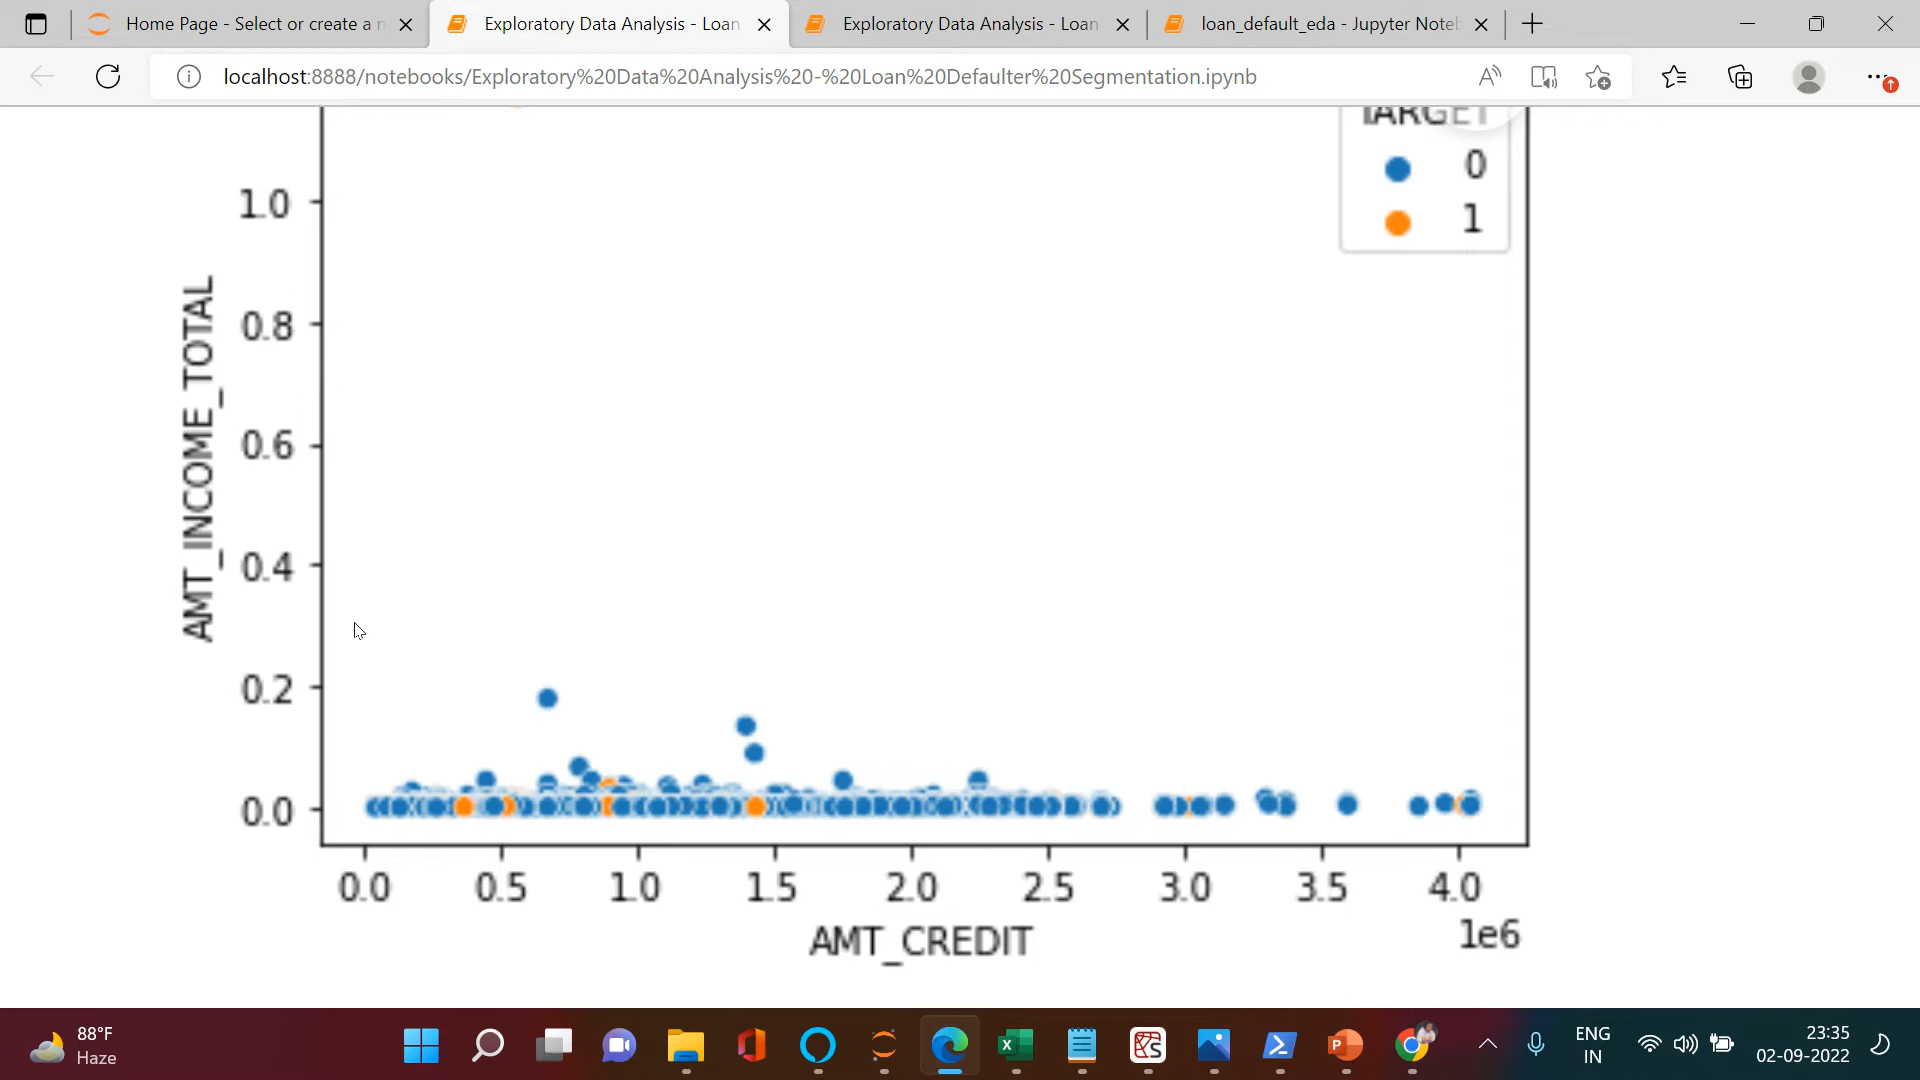 Home Page - Select or create a n
Exploratory Data Analysis - Loan
Exploratory Data Analysis - Loan
loan_default_eda - Jupyter Noteb
localhost:8888/notebooks/Exploratory%20Data%20Analysis%20-%20Loan%20Defaulter%20Segmentation.ipynb
TARGET
0
1
1.0
0.8
0.6
0.4
0.2
0.0
AMT_INCOME_TOTAL
0.0 0.5 1.0 1.5 2.0 2.5 3.0 3.5 4.0
1e6
AMT_CREDIT
88°F
Haze
ENG
IN
23:35
02-09-2022